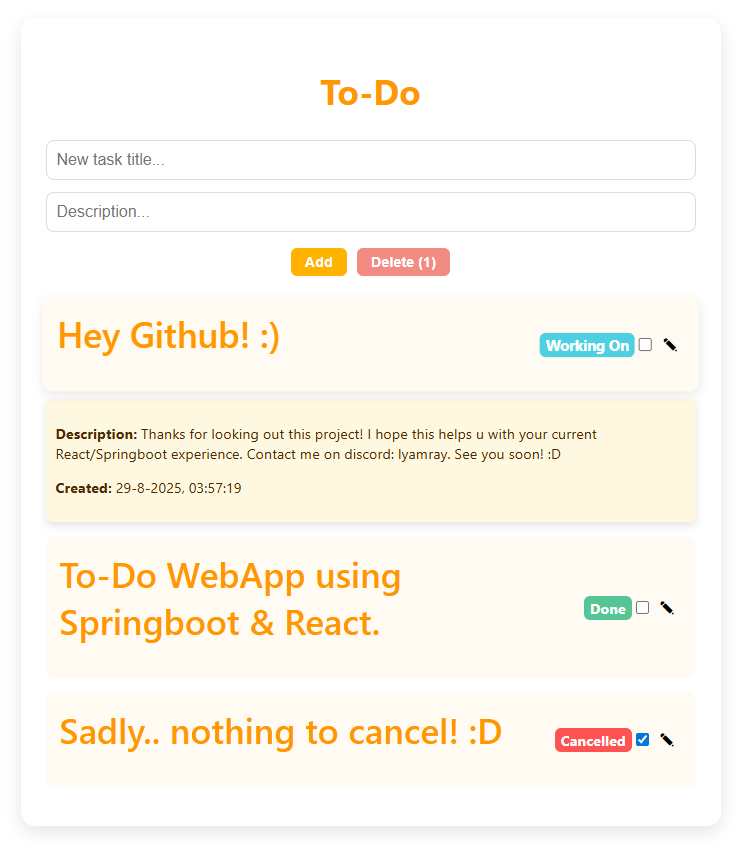 To-Do
New task title...
Description...
Add Delete (1)
Hey Github! :)
Working On
Description: Thanks for looking out this project! I hope this helps u with your current
React/Springboot experience. Contact me on discord: lyamray. See you soon! :D
Created: 29-8-2025, 03:57:19
To-Do WebApp using
Springboot & React.
Done
Sadly.. nothing to cancel! :D
Cancelled